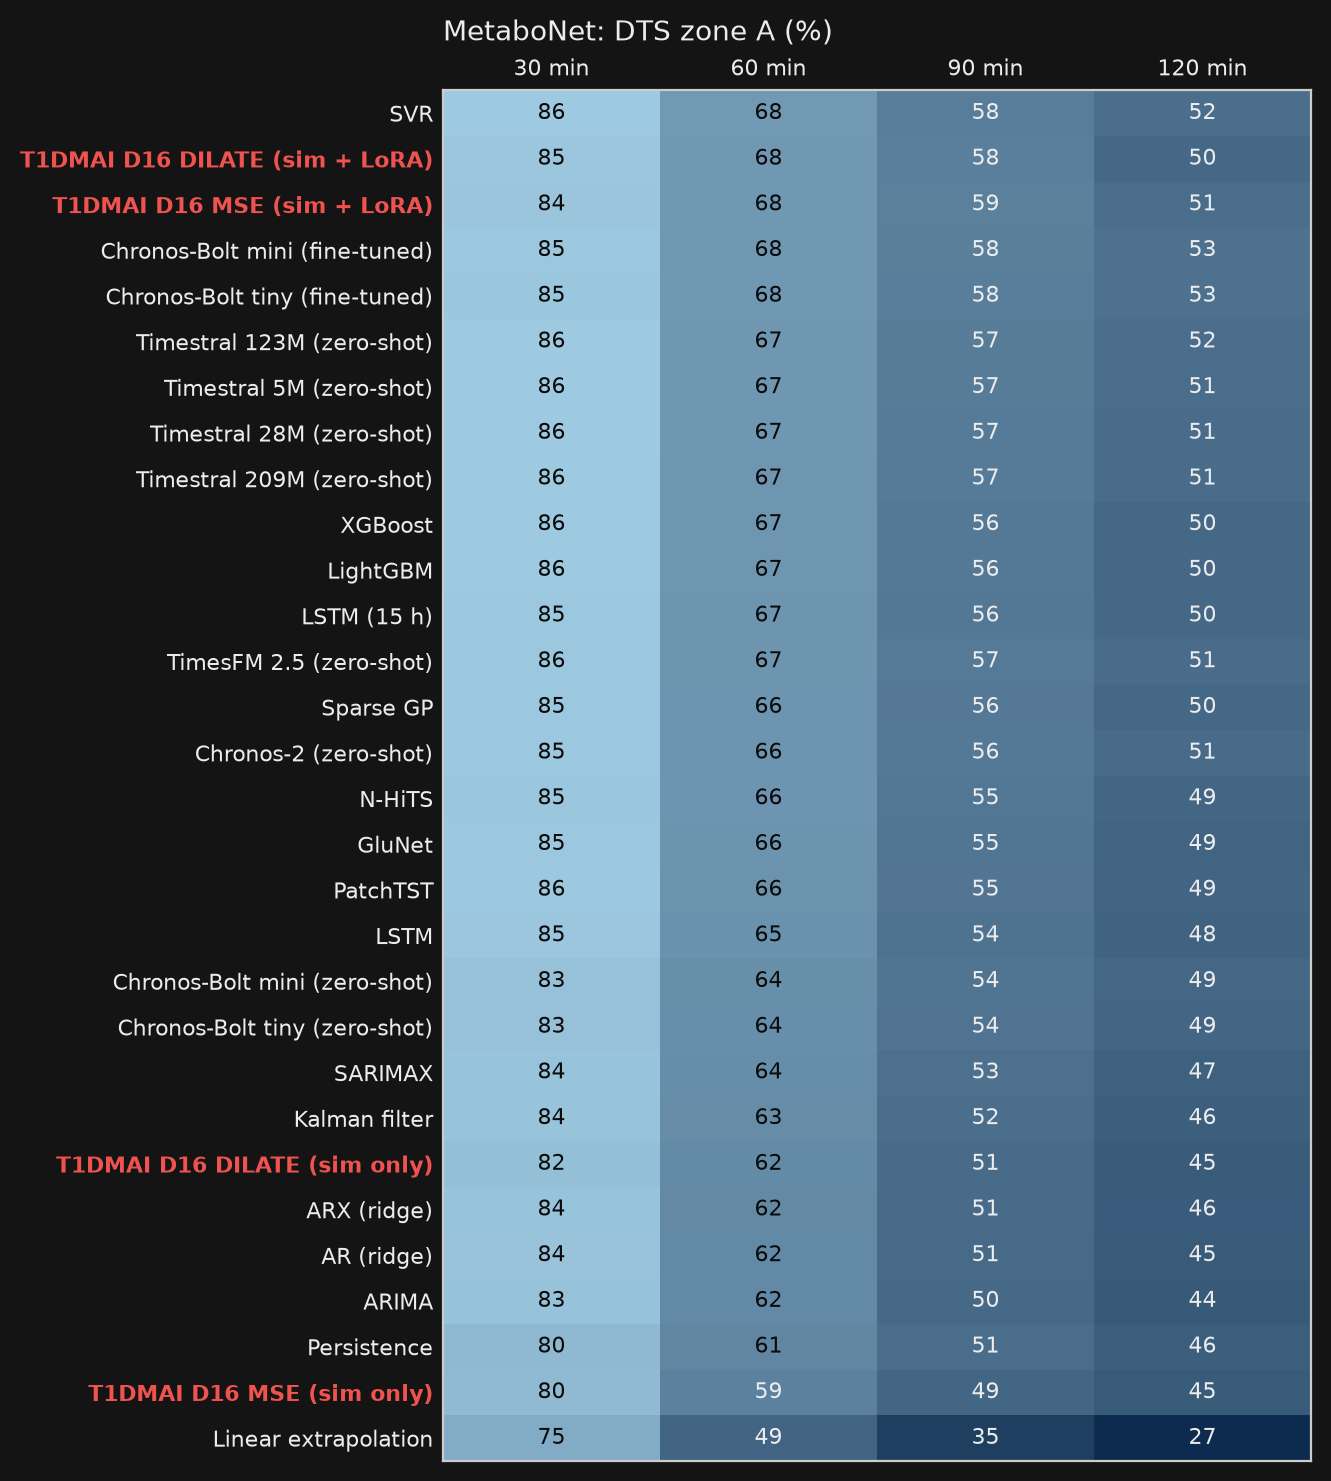 MetaboNet: DTS zone A (%)
30 min 60 min 90 min 120 min
SVR 86 68 58 52
T1DMAI D16 DILATE (sim + LoRA) 85 68 58 50
T1DMAI D16 MSE (sim + LoRA) 84 68 59 51
Chronos-Bolt mini (fine-tuned) 85 68 58 53
Chronos-Bolt tiny (fine-tuned) 85 68 58 53
Timestral 123M (zero-shot) 86 67 57 52
Timestral 5M (zero-shot) 86 67 57 51
Timestral 28M (zero-shot) 86 67 57 51
Timestral 209M (zero-shot) 86 67 57 51
XGBoost 86 67 56 50
LightGBM 86 67 56 50
LSTM (15 h) 85 67 56 50
TimesFM 2.5 (zero-shot) 86 67 57 51
Sparse GP 85 66 56 50
Chronos-2 (zero-shot) 85 66 56 51
N-HiTS 85 66 55 49
GluNet 85 66 55 49
PatchTST 86 66 55 49
LSTM 85 65 54 48
Chronos-Bolt mini (zero-shot) 83 64 54 49
Chronos-Bolt tiny (zero-shot) 83 64 54 49
SARIMAX 84 64 53 47
Kalman filter 84 63 52 46
T1DMAI D16 DILATE (sim only) 82 62 51 45
ARX (ridge) 84 62 51 46
AR (ridge) 84 62 51 45
ARIMA 83 62 50 44
Persistence 80 61 51 46
T1DMAI D16 MSE (sim only) 80 59 49 45
Linear extrapolation 75 49 35 27